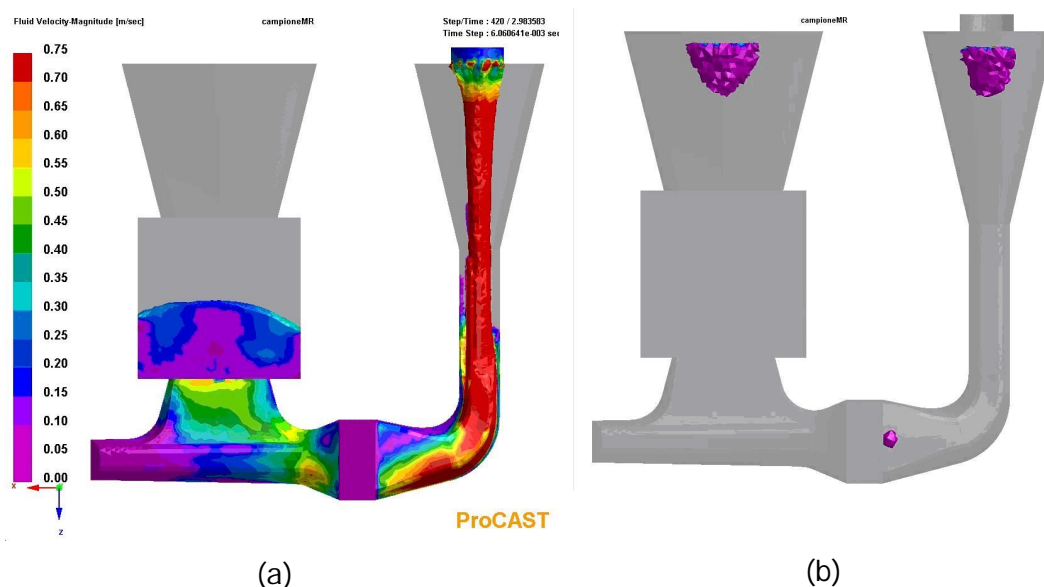 Fluid Velocity-Magnitude [m/sec]
campioneMR
Step/Time : 420 / 2.983583
Time Step : 6.060641e-003 sec
0.75
0.70
0.65
0.60
0.55
0.50
0.45
0.40
0.35
0.30
0.25
0.20
0.15
0.10
0.05
0.00
x
z
ProCAST
(a)
campioneMR
(b)